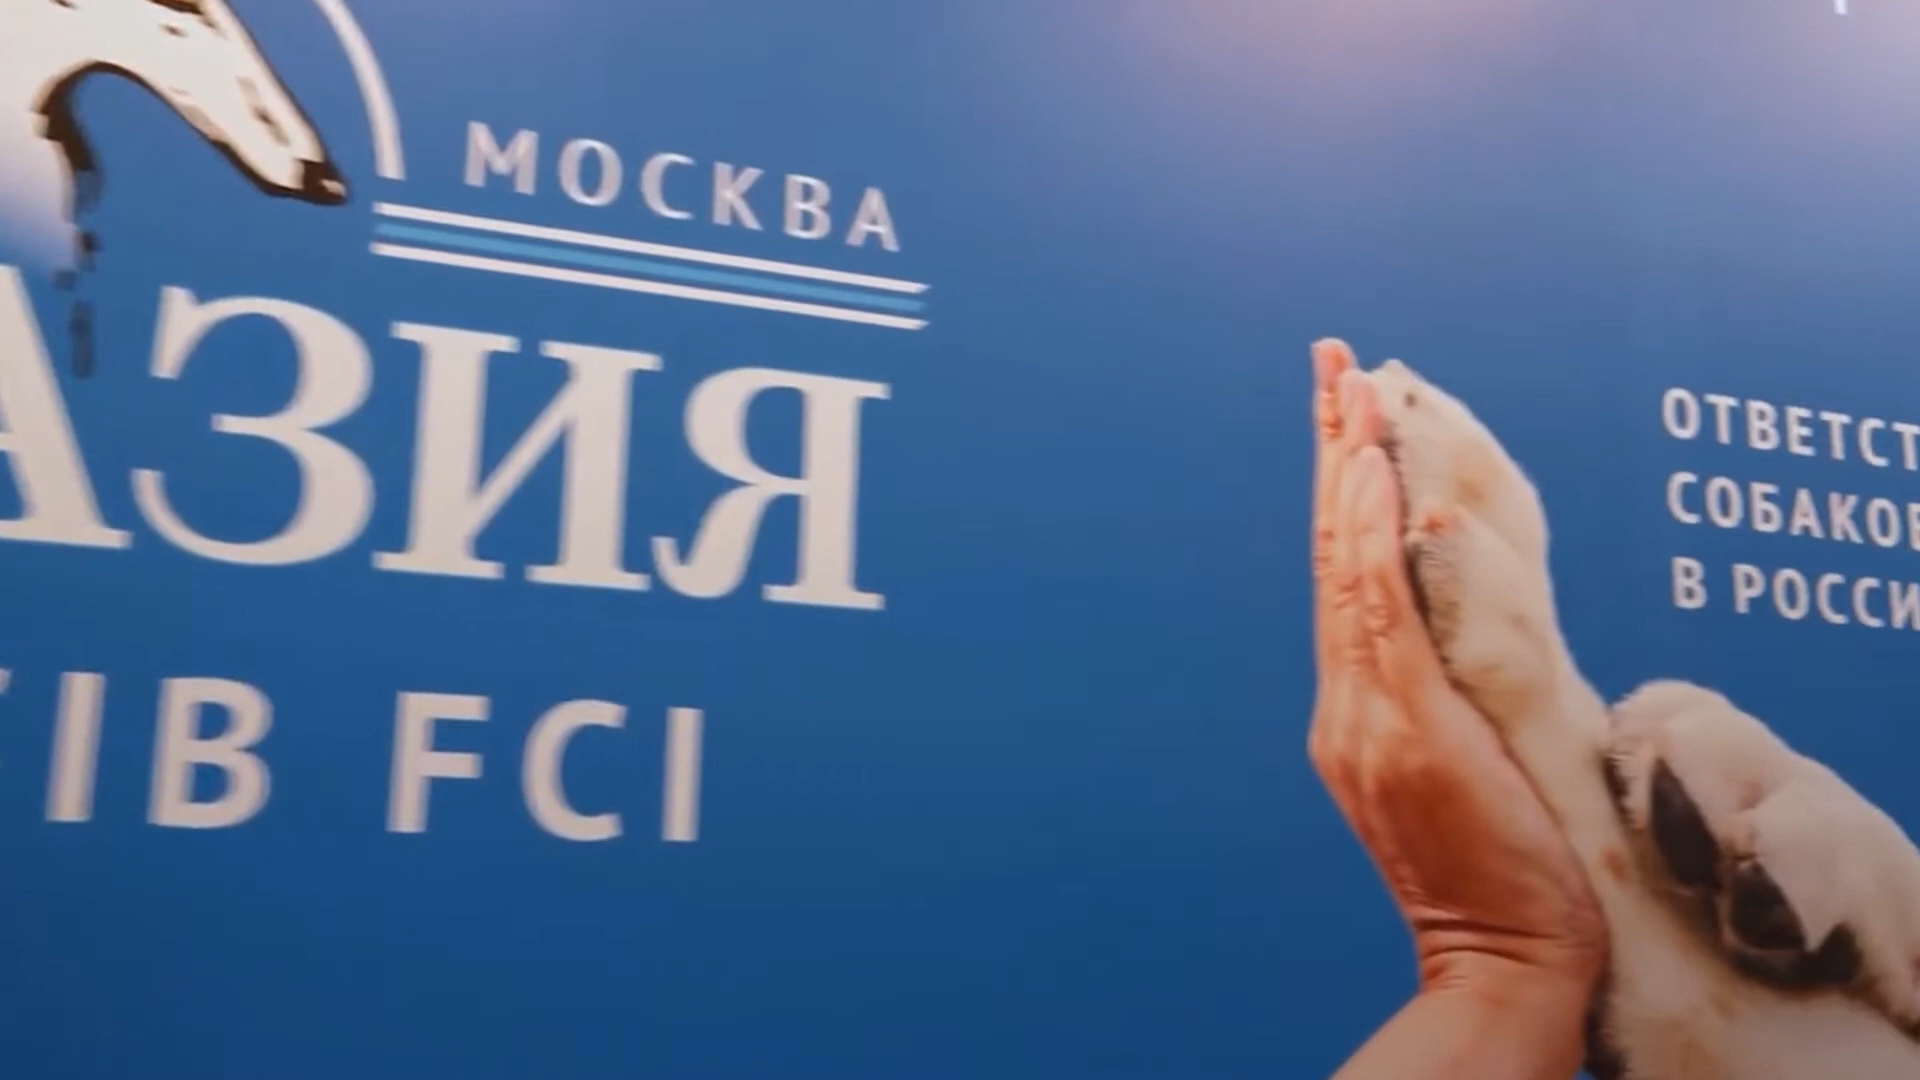 МОСКВА
АЗИЯ
IB FCI
ОТВЕТСТ
СОБАКОВ
В РОССИ